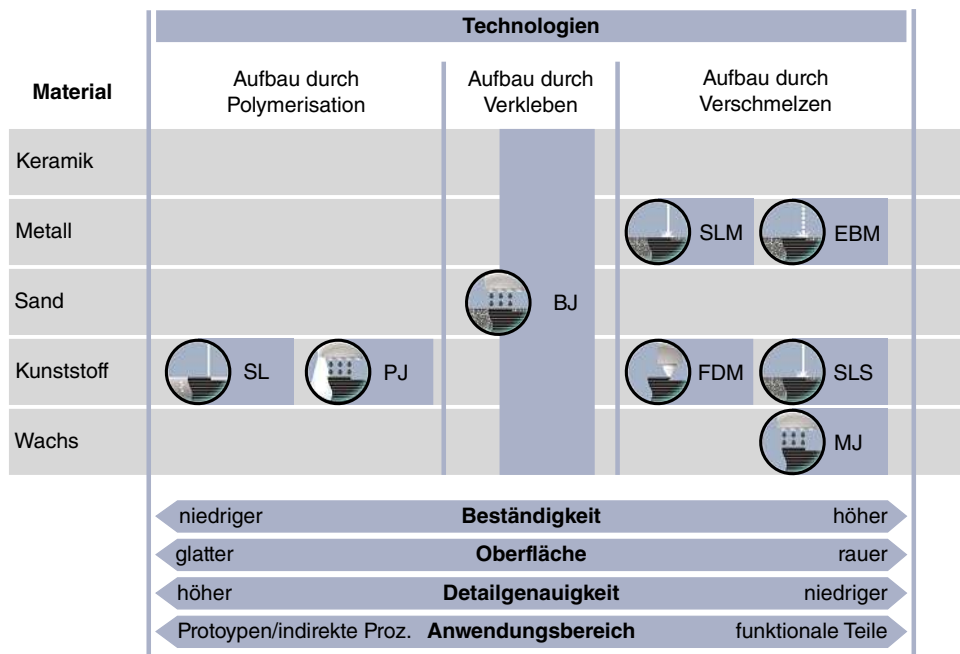 Technologien
Material
Aufbau durch
Polymerisation
Aufbau durch
Verkleben
Aufbau durch
Verschmelzen
Keramik
Metall
SLM
EBM
Sand
BJ
Kunststoff
SL
PJ
FDM
SLS
Wachs
MJ
niedriger Beständigkeit höher
glatter Oberfläche rauer
höher Detailgenauigkeit niedriger
Protoypen/indirekte Proz. Anwendungsbereich funktionale Teile